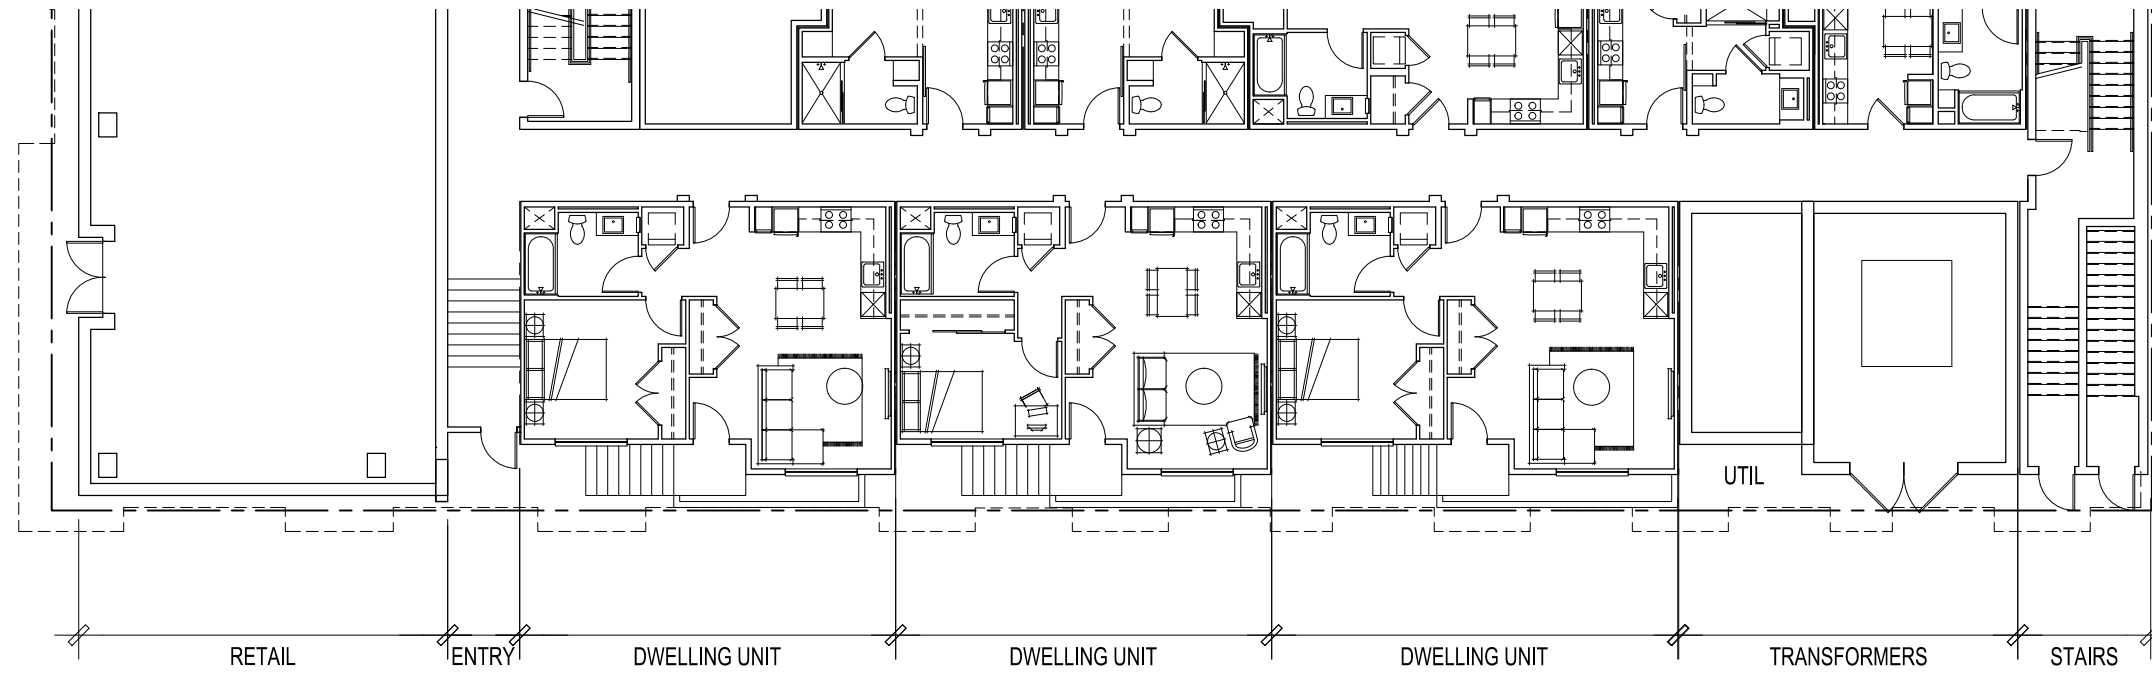 UTIL
RETAIL
ENTRY
DWELLING UNIT
DWELLING UNIT
DWELLING UNIT
TRANSFORMERS
STAIRS